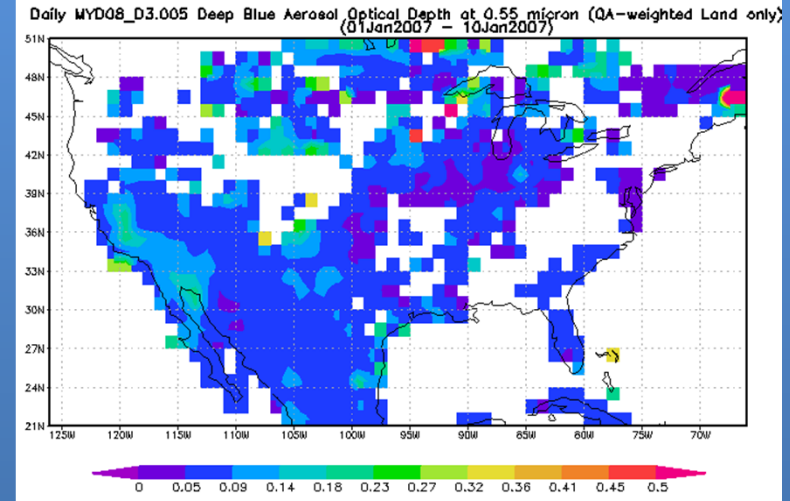 Daily MYD08_D3.005 Deep Blue Aerosol Optical Depth at 0.55 micron (QA-weighted Land only)
(01Jan2007 – 10Jan2007)
51N
48N
45N
42N
39N
36N
33N
30N
27N
24N
21N
125W 120W 115W 110W 105W 100W 95W 90W 85W 80W 75W 70W
0 0.05 0.09 0.14 0.18 0.23 0.27 0.32 0.36 0.41 0.45 0.5